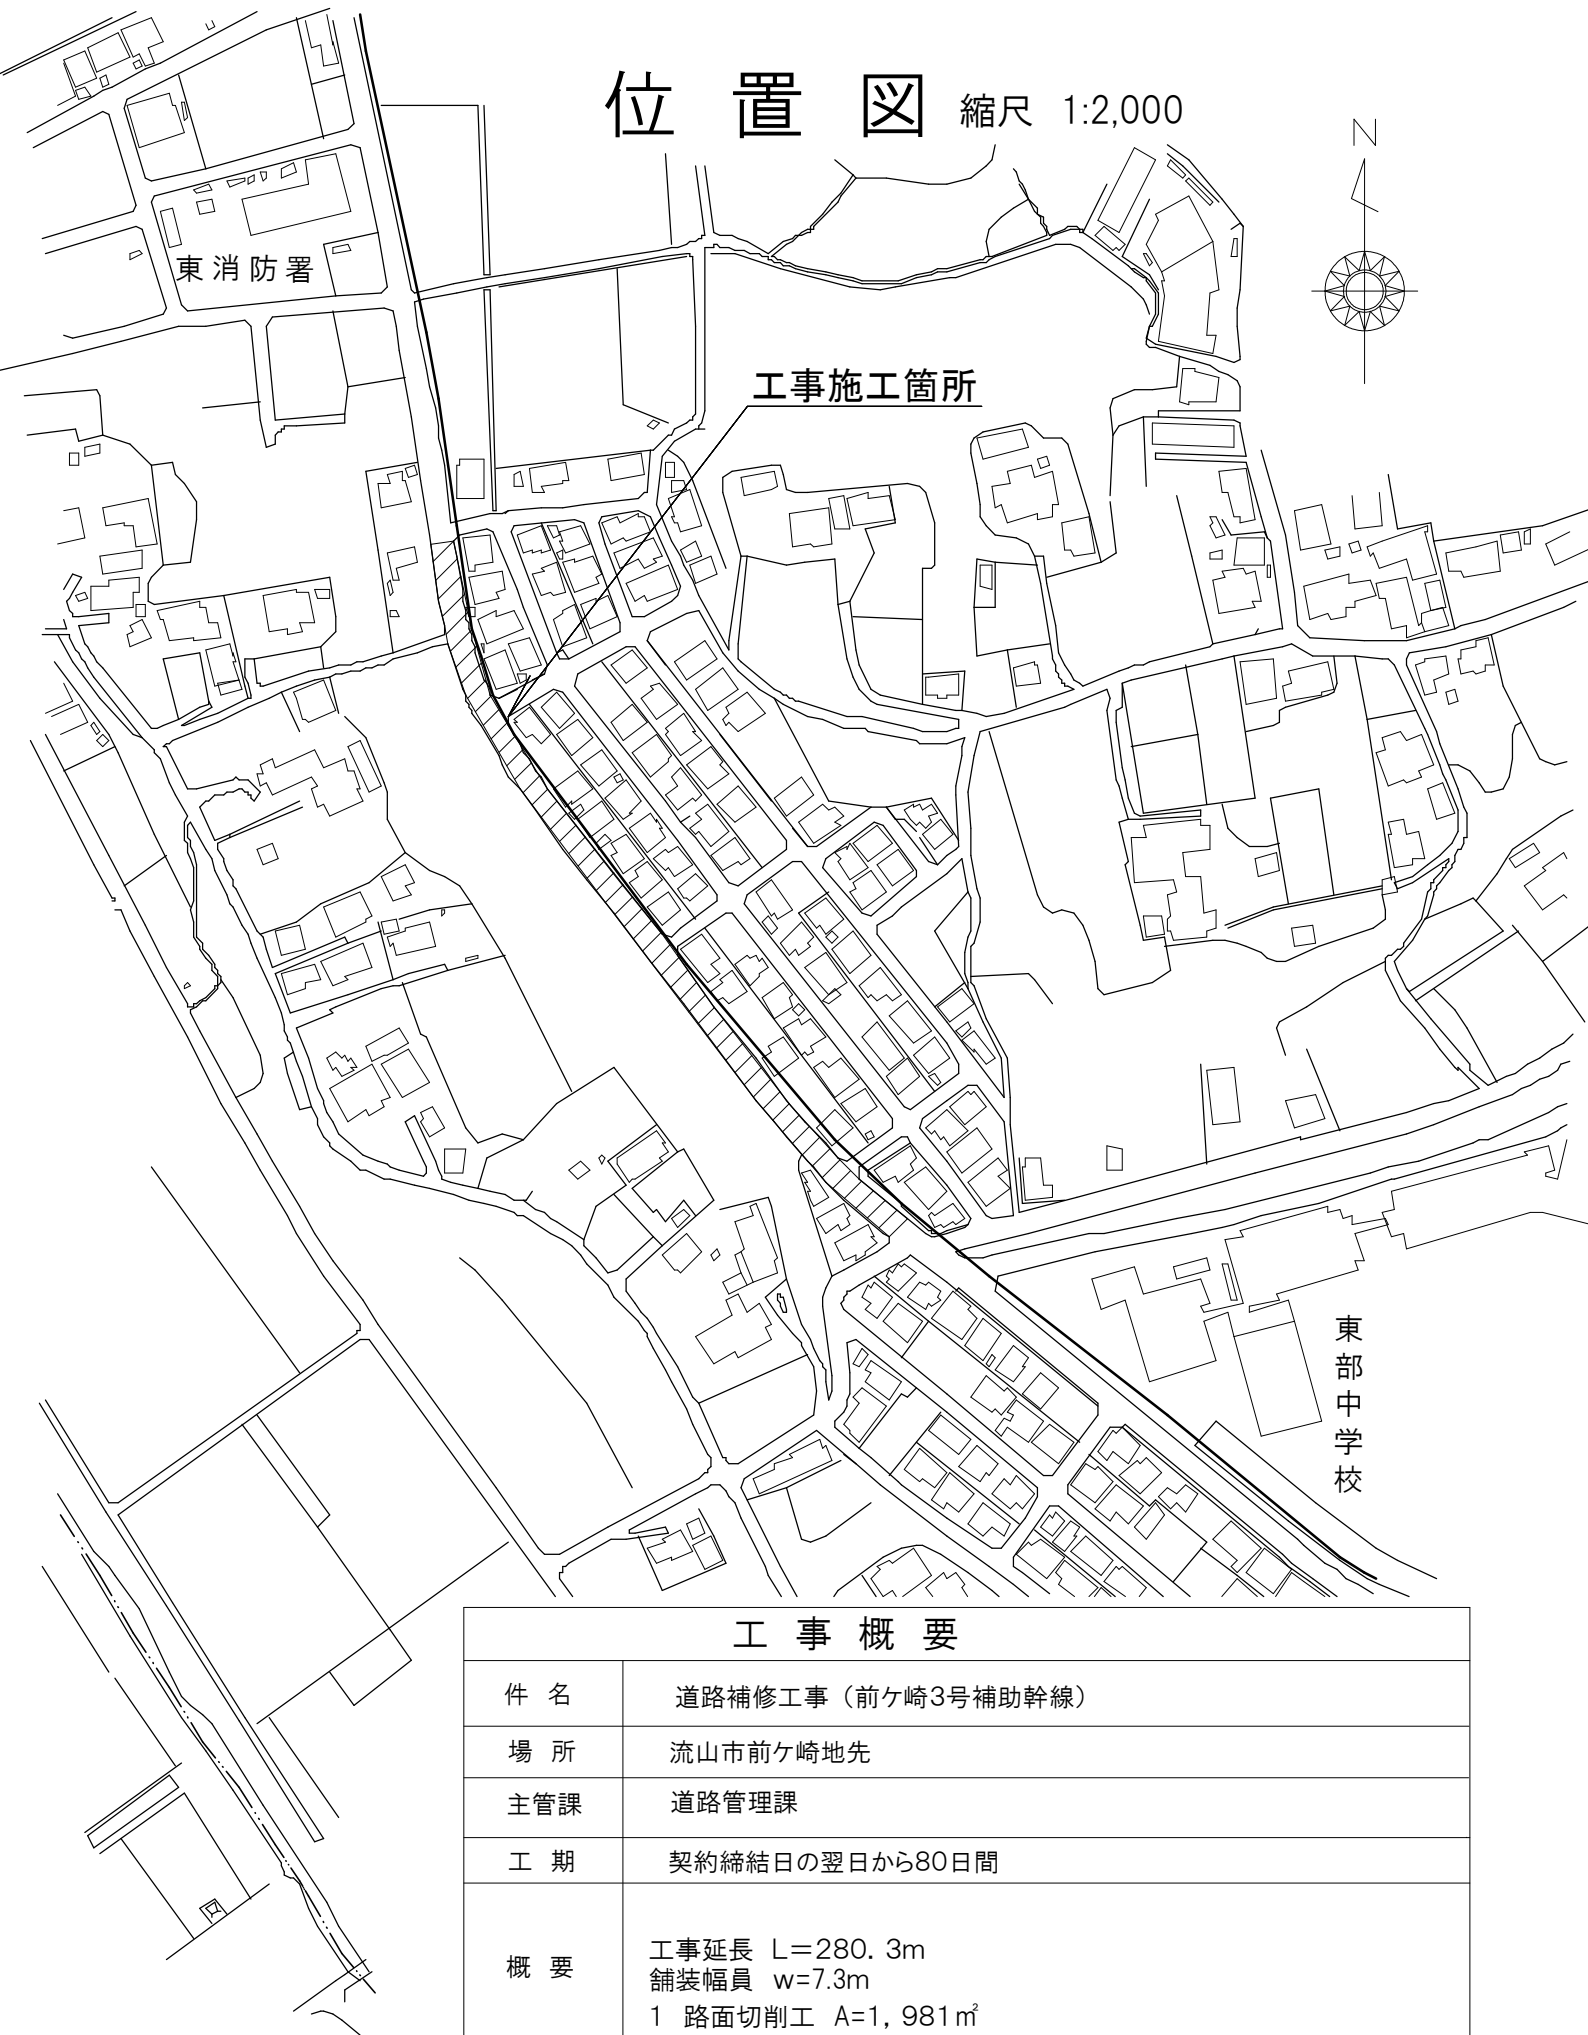 位置図 縮尺 1:2,000
N
東消防署
工事施工箇所
東部中学校
工事概要
件名 道路補修工事（前ケ崎3号補助幹線）
場所 流山市前ケ崎地先
主管課 道路管理課
工期 契約締結日の翌日から80日間
概要
工事延長 L＝280．3m
舗装幅員 w=7.3m
1 路面切削工 A=1，981㎡